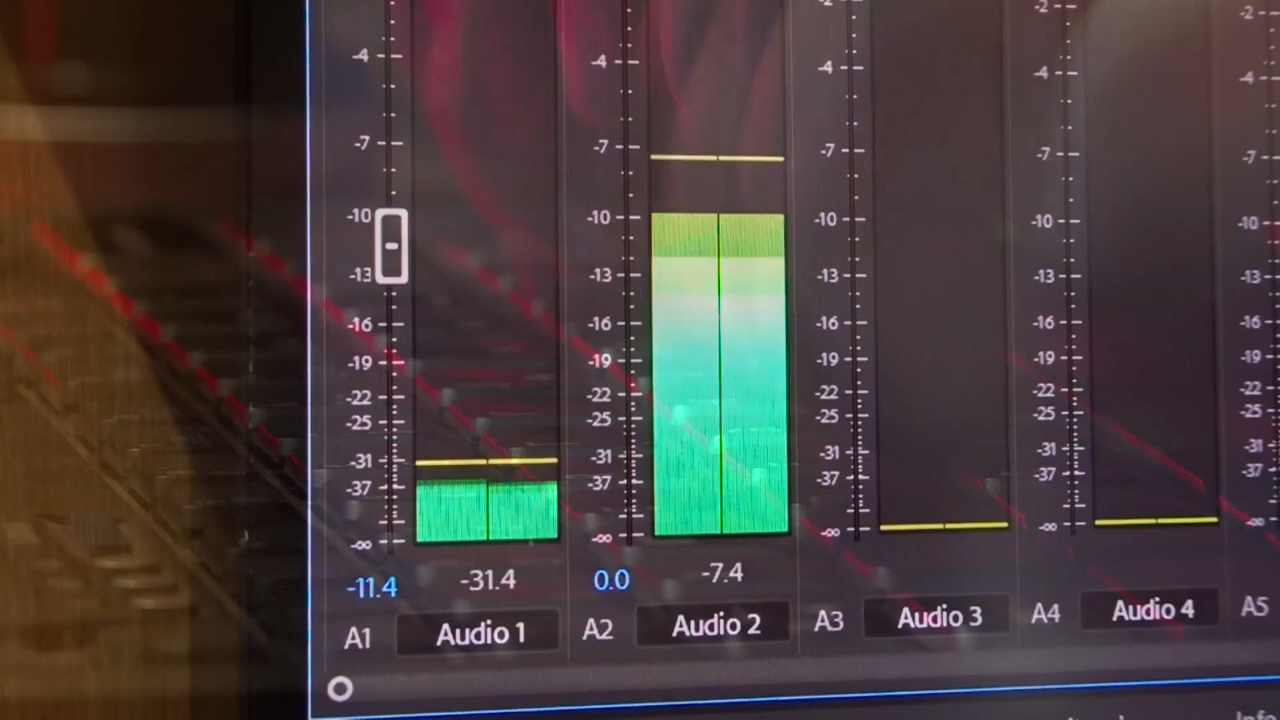 -2 -2 -2
-4 -4 -4 -4 -4
-7 -7 -7 -7 -7
-10 -10 -10 -10 -10
-13 -13 -13 -13 -13
-16 -16 -16 -16 -16
-19 -19 -19 -19 -19
-22 -22 -22 -22 -22
-25 -25 -25 -25 -25
-31 -31 -31 -31 -31
-37 -37 -37 -37 -37
-∞ -∞ -∞ -∞ -∞
-11.4 -31.4 0.0 -7.4
A1 Audio 1 A2 Audio 2 A3 Audio 3 A4 Audio 4 A5